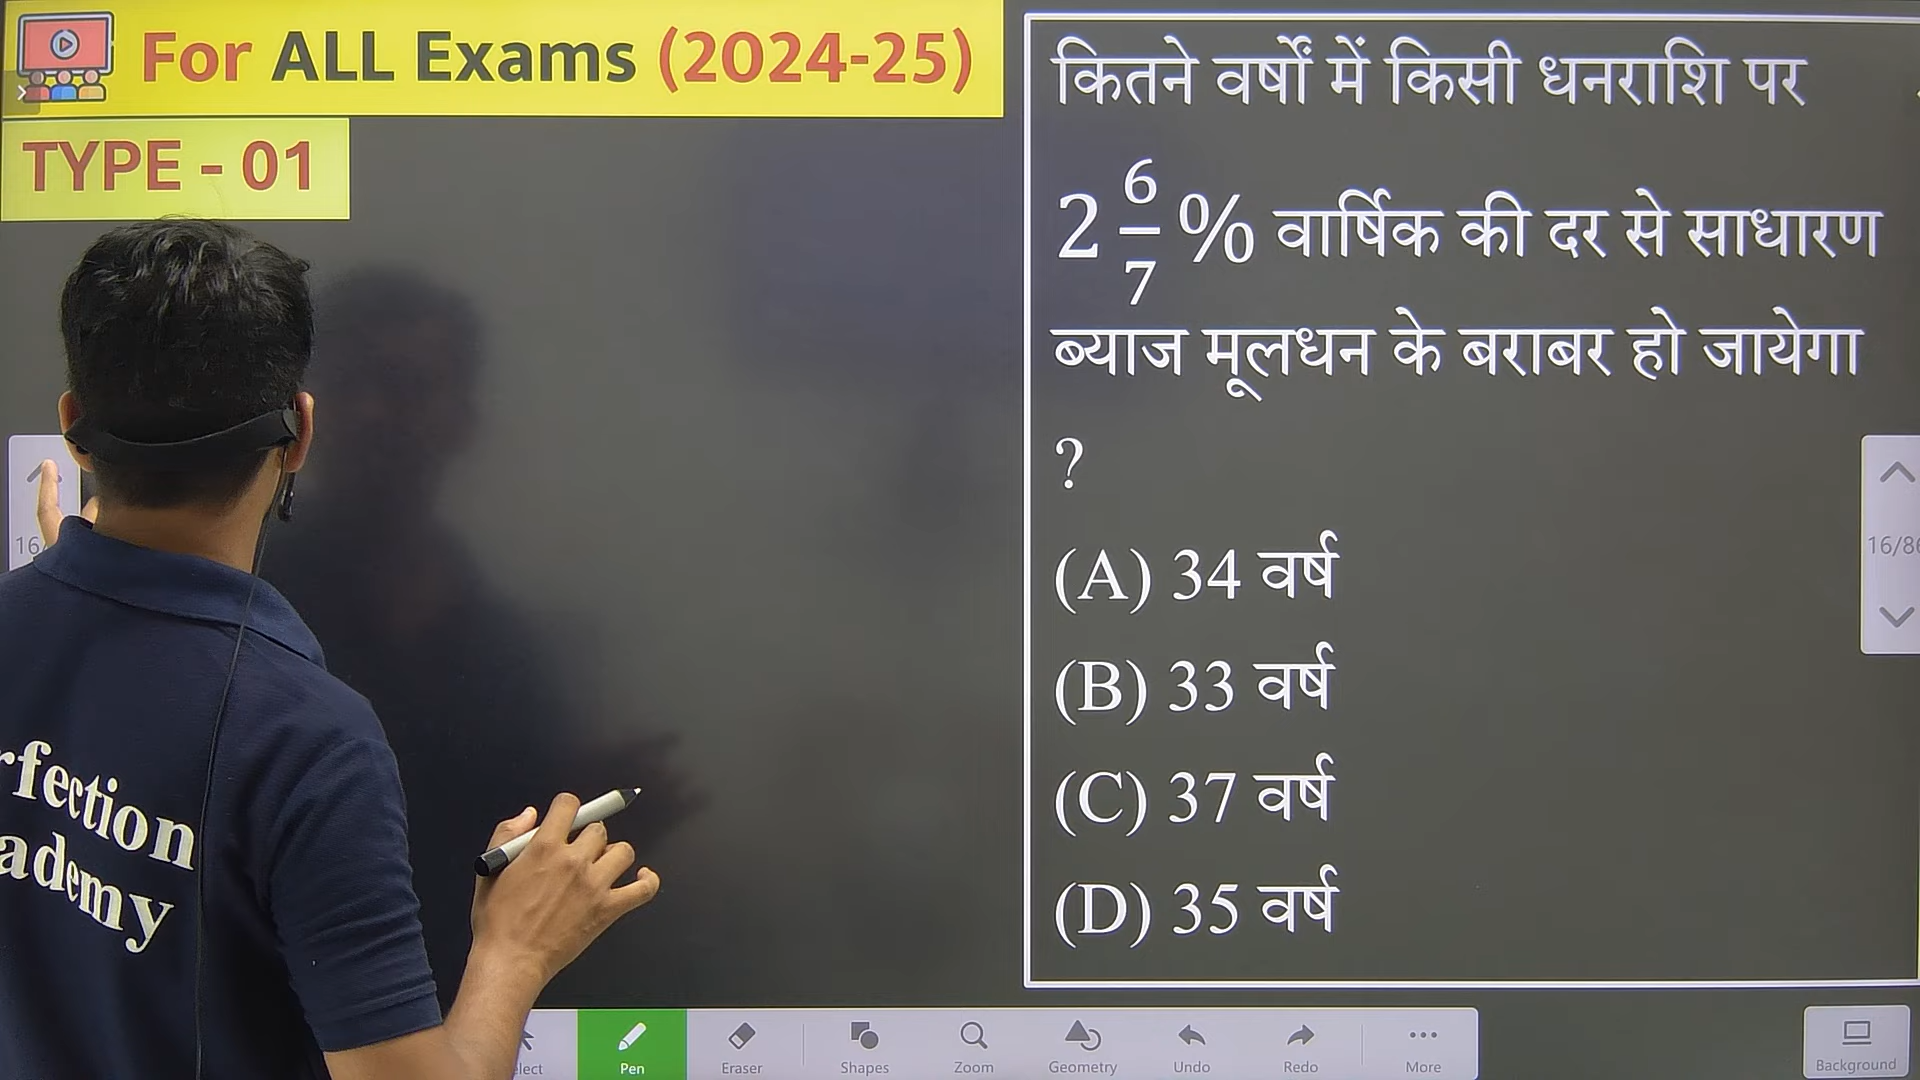 For ALL Exams (2024-25)
TYPE - 01
कितने वर्षों में किसी धनराशि पर
2 6/7 % वार्षिक की दर से साधारण
ब्याज मूलधन के बराबर हो जायेगा
?
(A) 34 वर्ष
(B) 33 वर्ष
(C) 37 वर्ष
(D) 35 वर्ष
16/86
rfection
ademy
Pen
Eraser
Shapes
Zoom
Geometry
Undo
Redo
More
Background